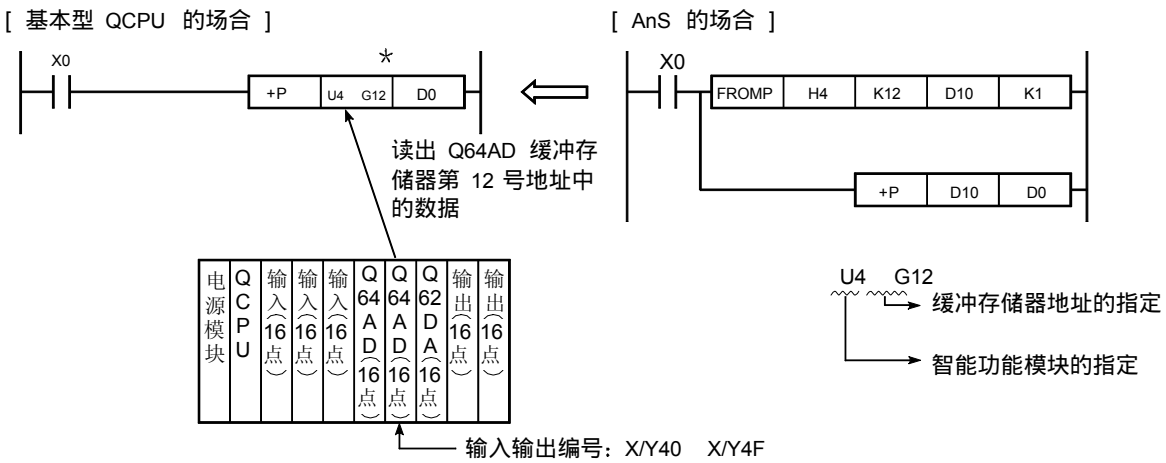 [ 基本型 QCPU 的场合 ]
X0
*
+P U4 G12 D0
读出 Q64AD 缓冲存
储器第 12 号地址中
的数据
[ AnS 的场合 ]
X0
FROMP H4 K12 D10 K1
+P D10 D0
电源模块
QCPU
输入(16点)
输入(16点)
输入(16点)
Q64AD(16点)
Q64AD(16点)
Q62DA(16点)
输出(16点)
输出(16点)
输入输出编号：X/Y40 X/Y4F
U4 G12
缓冲存储器地址的指定
智能功能模块的指定